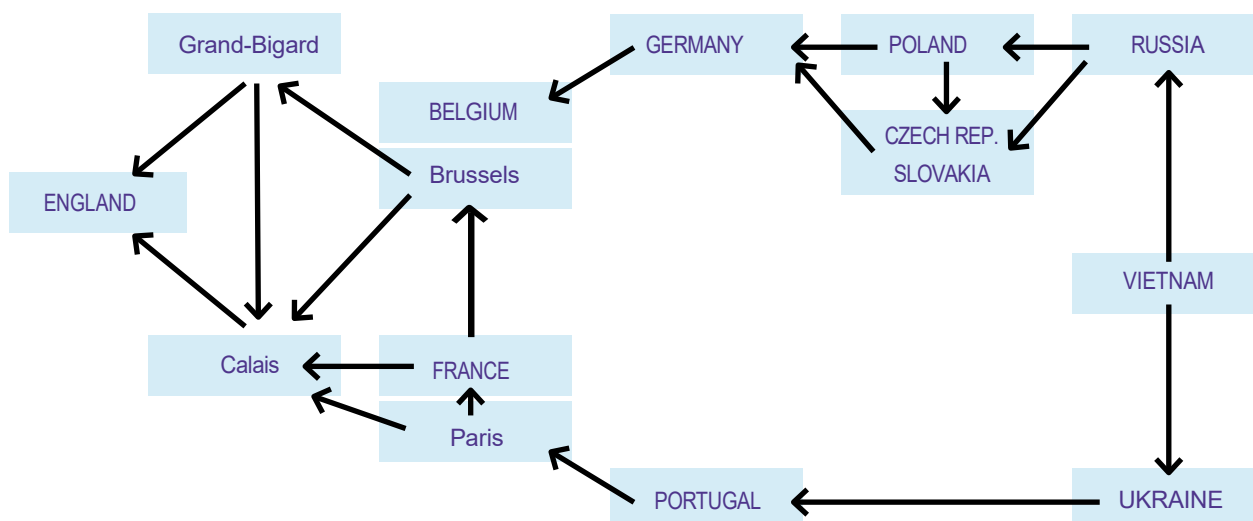 Grand-Bigard
GERMANY
POLAND
RUSSIA
BELGIUM
CZECH REP.
SLOVAKIA
Brussels
ENGLAND
VIETNAM
Calais
FRANCE
Paris
PORTUGAL
UKRAINE